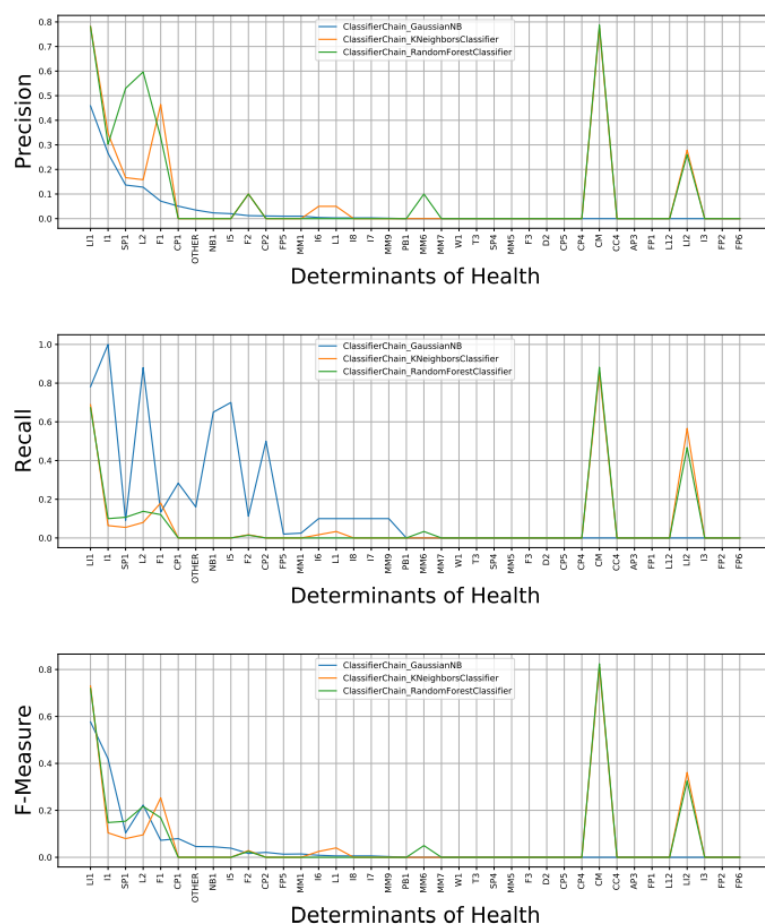 ClassifierChain_GaussianNB
ClassifierChain_KNeighborsClassifier
ClassifierChain_RandomForestClassifier
Precision
0.8
0.7
0.6
0.5
0.4
0.3
0.2
0.1
0.0
LI1 I1 SP1 L2 F1 CP1 OTHER NB1 I5 F2 CP2 FP5 MM1 I6 L1 I8 I7 MM9 PB1 MM6 MM7 W1 T3 SP4 MM5 F3 D2 CP5 CP4 CM CC4 AP3 FP1 L12 LI2 I3 FP2 FP6
Determinants of Health
ClassifierChain_GaussianNB
ClassifierChain_KNeighborsClassifier
ClassifierChain_RandomForestClassifier
Recall
1.0
0.8
0.6
0.4
0.2
0.0
LI1 I1 SP1 L2 F1 CP1 OTHER NB1 I5 F2 CP2 FP5 MM1 I6 L1 I8 I7 MM9 PB1 MM6 MM7 W1 T3 SP4 MM5 F3 D2 CP5 CP4 CM CC4 AP3 FP1 L12 LI2 I3 FP2 FP6
Determinants of Health
ClassifierChain_GaussianNB
ClassifierChain_KNeighborsClassifier
ClassifierChain_RandomForestClassifier
F-Measure
0.8
0.6
0.4
0.2
0.0
LI1 I1 SP1 L2 F1 CP1 OTHER NB1 I5 F2 CP2 FP5 MM1 I6 L1 I8 I7 MM9 PB1 MM6 MM7 W1 T3 SP4 MM5 F3 D2 CP5 CP4 CM CC4 AP3 FP1 L12 LI2 I3 FP2 FP6
Determinants of Health